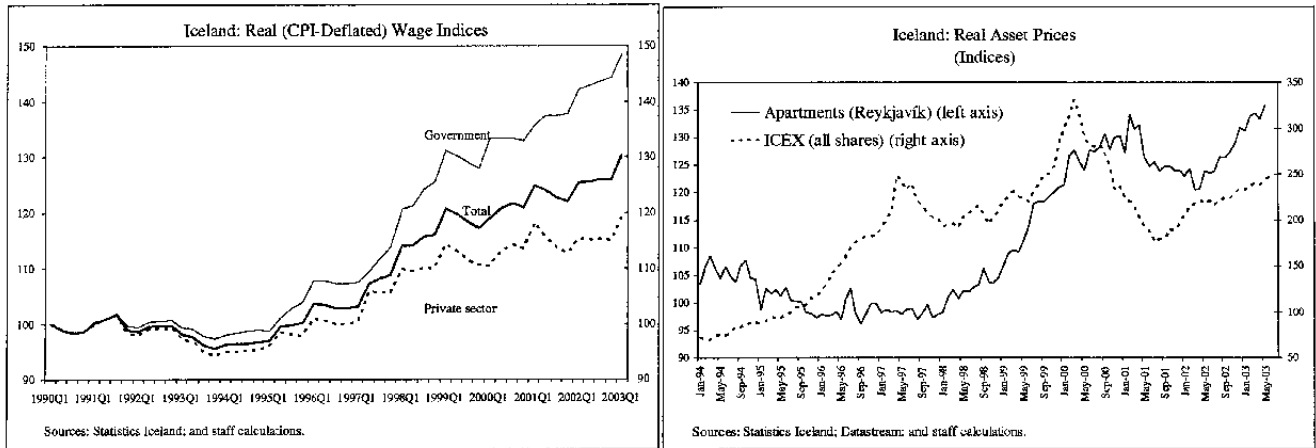 Iceland: Real (CPI-Deflated) Wage Indices
150
140
130
120
110
100
90
150
140
130
120
110
100
90
Government
Total
Private sector
1990Q1 1991Q1 1992Q1 1993Q1 1994Q1 1995Q1 1996Q1 1997Q1 1998Q1 1999Q1 2000Q1 2001Q1 2002Q1 2003Q1
Sources: Statistics Iceland; and staff calculations.
Iceland: Real Asset Prices
(Indices)
140
135
130
125
120
115
110
105
100
95
90
350
300
250
200
150
100
50
Apartments (Reykjavík) (left axis)
ICEX (all shares) (right axis)
Jan-94
May-94
Sep-94
Jan-95
May-95
Sep-95
Jan-96
May-96
Sep-96
Jan-97
May-97
Sep-97
Jan-98
May-98
Sep-98
Jan-99
May-99
Sep-99
Jan-00
May-00
Sep-00
Jan-01
May-01
Sep-01
Jan-02
May-02
Sep-02
Jan-03
May-03
Sources: Statistics Iceland; Datastream; and staff calculations.